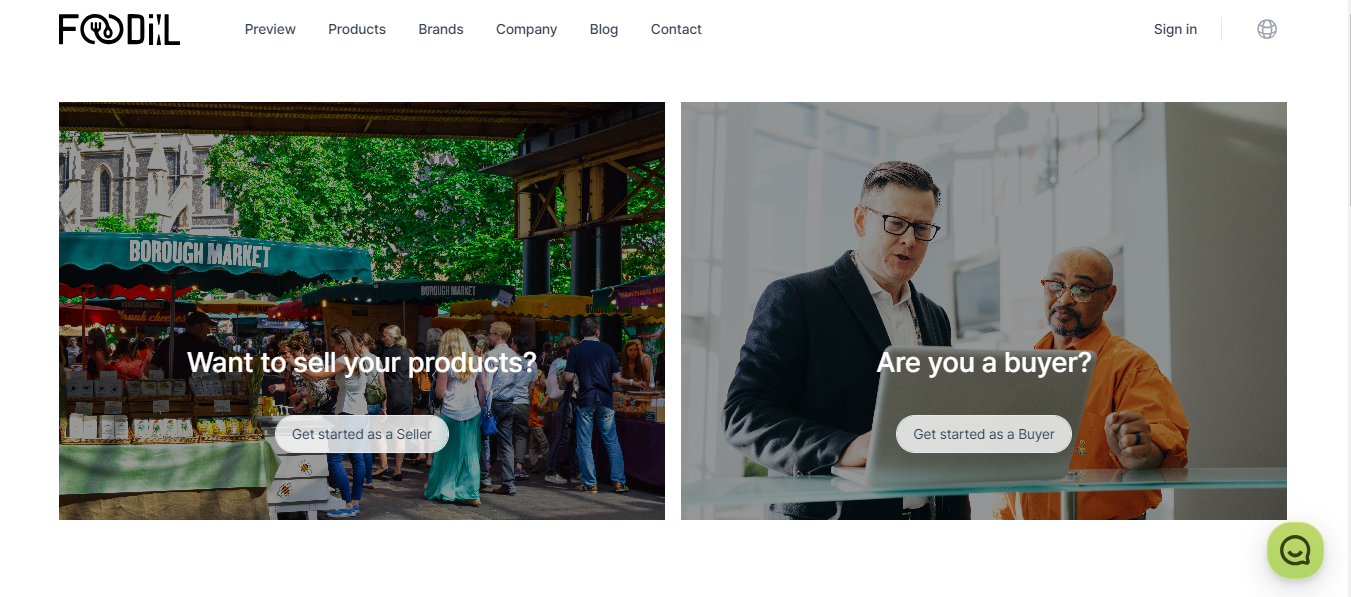 FOODiiL
Preview
Products
Brands
Company
Blog
Contact
Sign in
BOROUGH MARKET
BOROUGH MARKET
Want to sell your products?
Get started as a Seller
Are you a buyer?
Get started as a Buyer